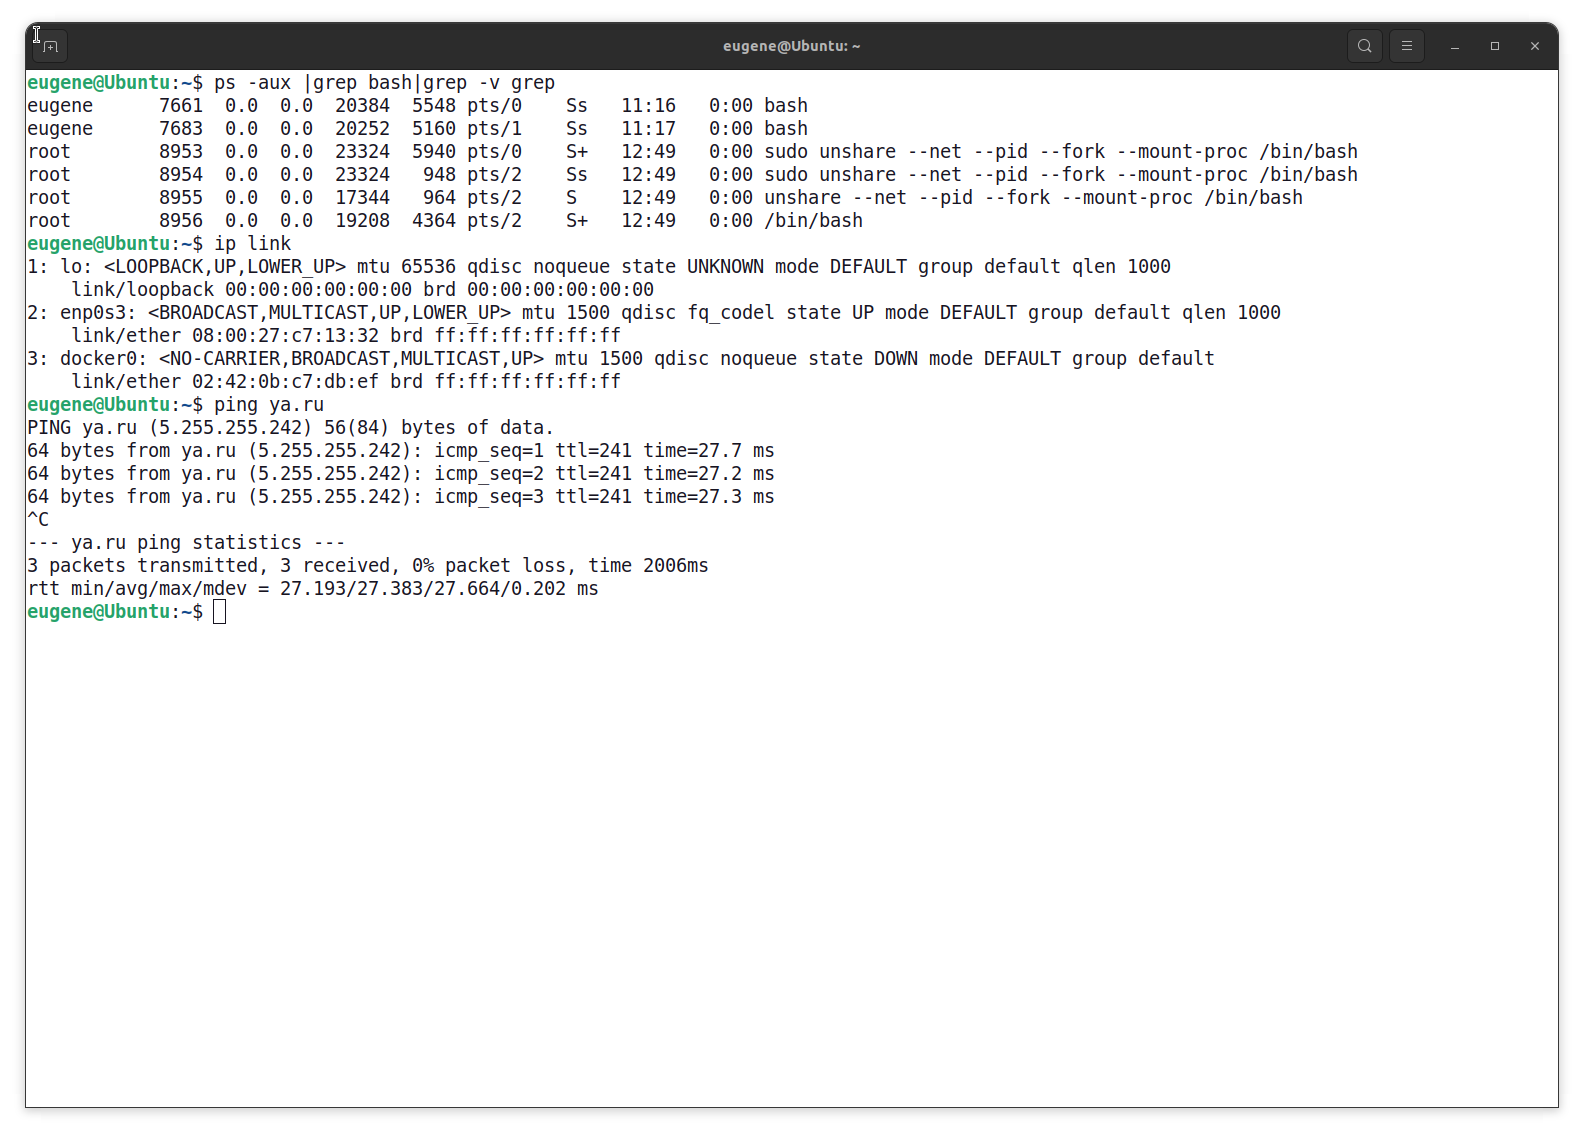 eugene@Ubuntu: ~
eugene@Ubuntu:~$ ps -aux |grep bash|grep -v grep
eugene      7661  0.0  0.0  20384  5548 pts/0    Ss   11:16   0:00 bash
eugene      7683  0.0  0.0  20252  5160 pts/1    Ss   11:17   0:00 bash
root        8953  0.0  0.0  23324  5940 pts/0    S+   12:49   0:00 sudo unshare --net --pid --fork --mount-proc /bin/bash
root        8954  0.0  0.0  23324   948 pts/2    Ss   12:49   0:00 sudo unshare --net --pid --fork --mount-proc /bin/bash
root        8955  0.0  0.0  17344   964 pts/2    S    12:49   0:00 unshare --net --pid --fork --mount-proc /bin/bash
root        8956  0.0  0.0  19208  4364 pts/2    S+   12:49   0:00 /bin/bash
eugene@Ubuntu:~$ ip link
1: lo: <LOOPBACK,UP,LOWER_UP> mtu 65536 qdisc noqueue state UNKNOWN mode DEFAULT group default qlen 1000
    link/loopback 00:00:00:00:00:00 brd 00:00:00:00:00:00
2: enp0s3: <BROADCAST,MULTICAST,UP,LOWER_UP> mtu 1500 qdisc fq_codel state UP mode DEFAULT group default qlen 1000
    link/ether 08:00:27:c7:13:32 brd ff:ff:ff:ff:ff:ff
3: docker0: <NO-CARRIER,BROADCAST,MULTICAST,UP> mtu 1500 qdisc noqueue state DOWN mode DEFAULT group default
    link/ether 02:42:0b:c7:db:ef brd ff:ff:ff:ff:ff:ff
eugene@Ubuntu:~$ ping ya.ru
PING ya.ru (5.255.255.242) 56(84) bytes of data.
64 bytes from ya.ru (5.255.255.242): icmp_seq=1 ttl=241 time=27.7 ms
64 bytes from ya.ru (5.255.255.242): icmp_seq=2 ttl=241 time=27.2 ms
64 bytes from ya.ru (5.255.255.242): icmp_seq=3 ttl=241 time=27.3 ms
^C
--- ya.ru ping statistics ---
3 packets transmitted, 3 received, 0% packet loss, time 2006ms
rtt min/avg/max/mdev = 27.193/27.383/27.664/0.202 ms
eugene@Ubuntu:~$